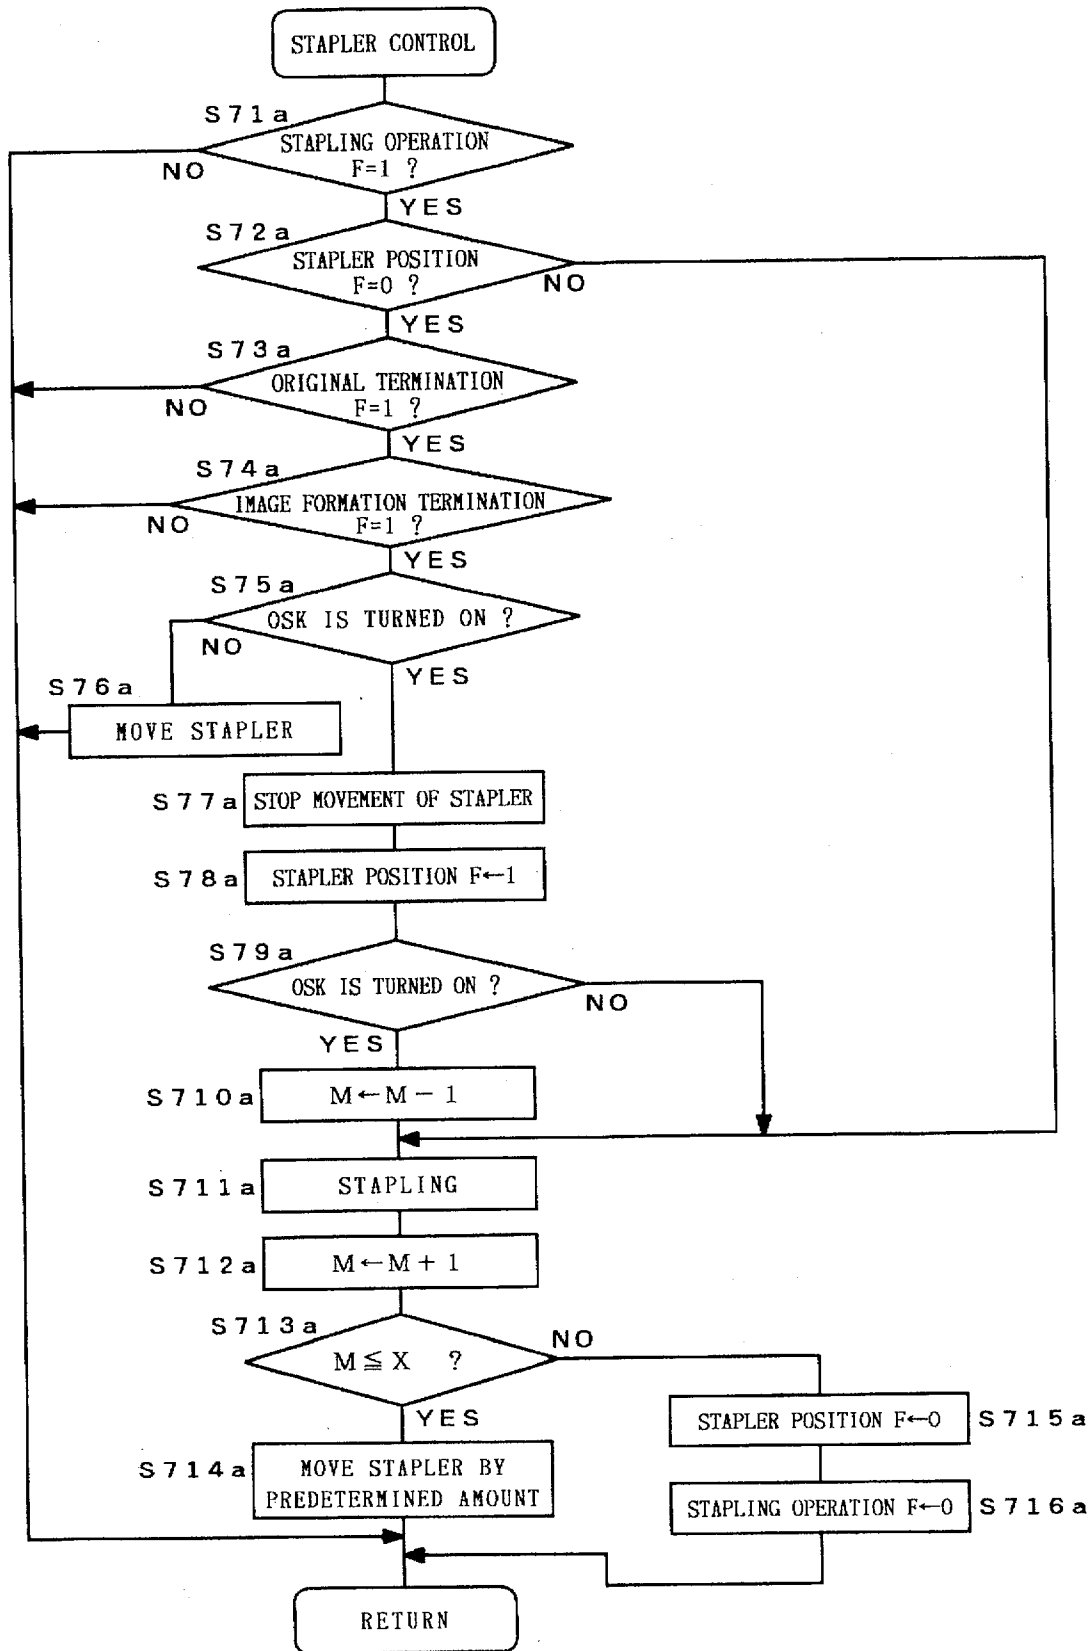 STAPLER CONTROL
S71a
STAPLING OPERATION
F=1 ?
NO
YES
S72a
STAPLER POSITION
F=0 ?
NO
YES
S73a
ORIGINAL TERMINATION
F=1 ?
NO
YES
S74a
IMAGE FORMATION TERMINATION
F=1 ?
NO
YES
S75a
OSK IS TURNED ON ?
NO
YES
S76a
MOVE STAPLER
S77a
STOP MOVEMENT OF STAPLER
S78a
STAPLER POSITION F←1
S79a
OSK IS TURNED ON ?
NO
YES
S710a
M←M−1
S711a
STAPLING
S712a
M←M+1
S713a
M≦X ?
NO
YES
STAPLER POSITION F←0
S715a
S714a
MOVE STAPLER BY
PREDETERMINED AMOUNT
STAPLING OPERATION F←0
S716a
RETURN